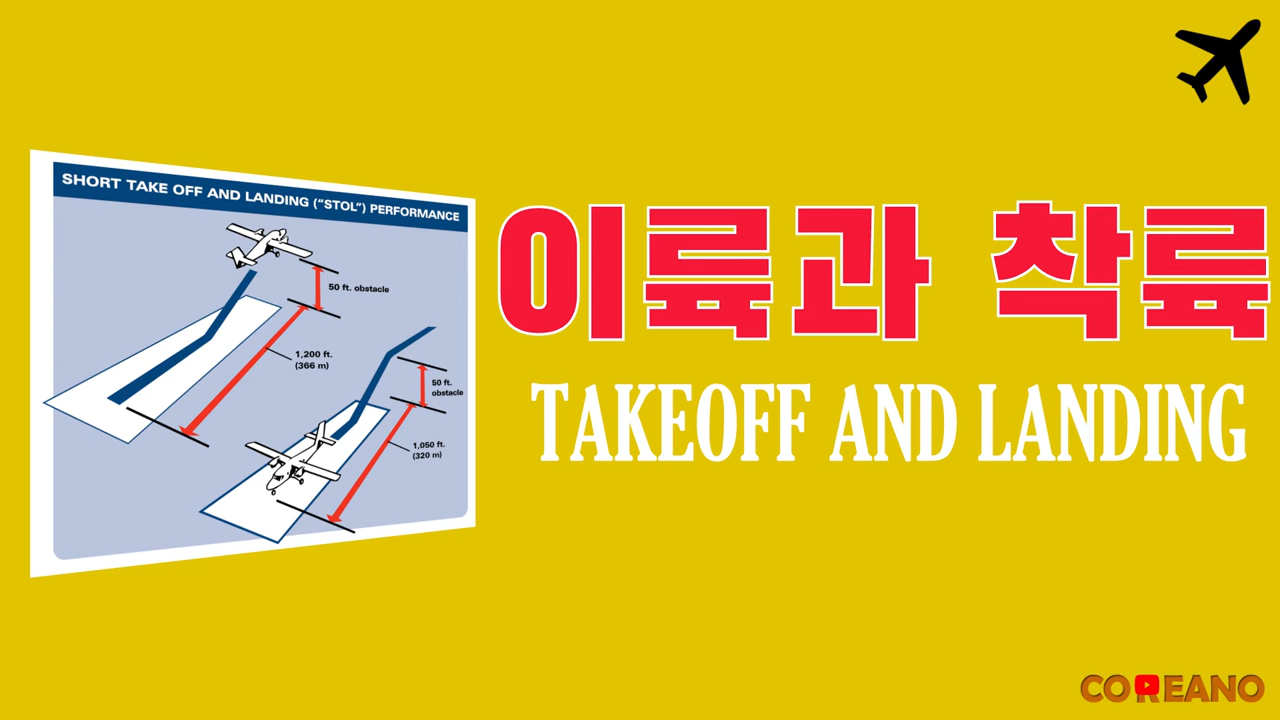 SHORT TAKE OFF AND LANDING ("STOL") PERFORMANCE
50 ft. obstacle
1,200 ft.
(366 m)
50 ft.
obstacle
1,050 ft.
(320 m)
이륙과 착륙
TAKEOFF AND LANDING
COREANO